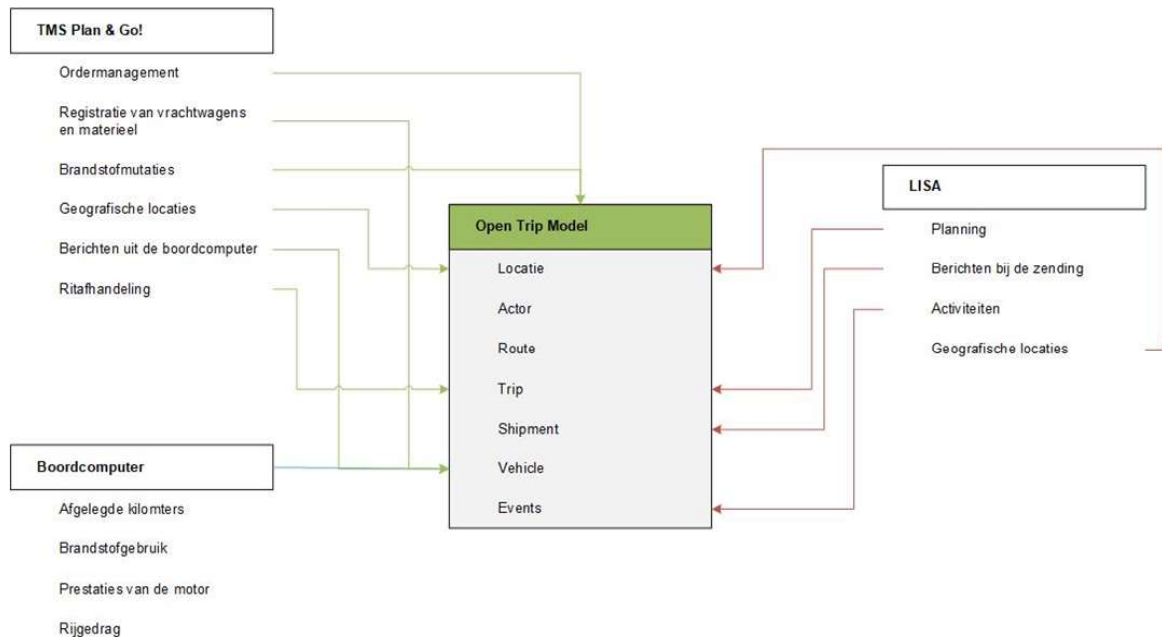 TMS Plan & Go!
Ordermanagement
Registratie van vrachtwagens
en materieel
Brandstofmutaties
Geografische locaties
Berichten uit de boordcomputer
Ritafhandeling
Boordcomputer
Afgelegde kilomters
Brandstofgebruik
Prestaties van de motor
Rijgedrag
Open Trip Model
Locatie
Actor
Route
Trip
Shipment
Vehicle
Events
LISA
Planning
Berichten bij de zending
Activiteiten
Geografische locaties